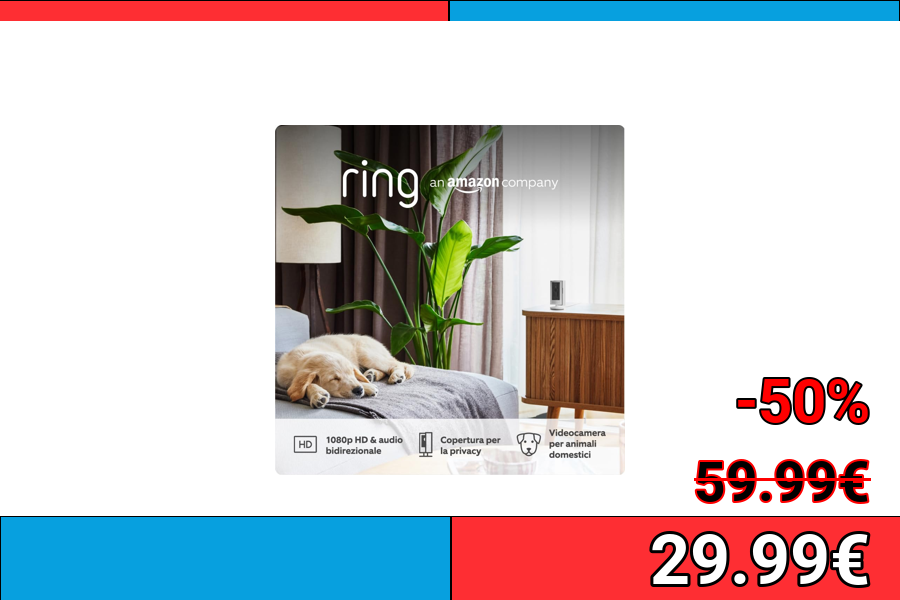 ring an amazon company
HD
1080p HD & audio
bidirezionale
Copertura per
la privacy
Videocamera
per animali
domestici
-50%
59.99€
29.99€